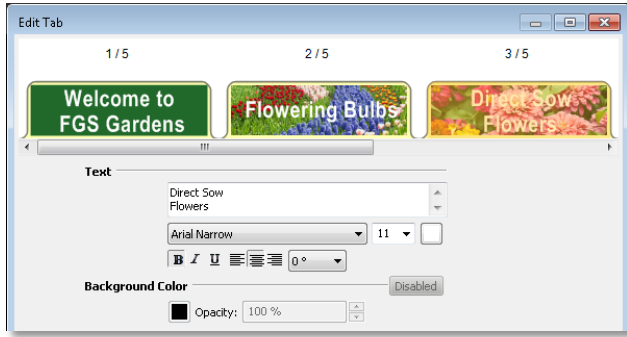 Edit Tab
1 / 5
2 / 5
3 / 5
Welcome to
FGS Gardens
Flowering Bulbs
Direct Sow
Flowers
Text
Direct Sow
Flowers
Arial Narrow
11
B I U
0 °
Background Color
Disabled
Opacity: 100 %